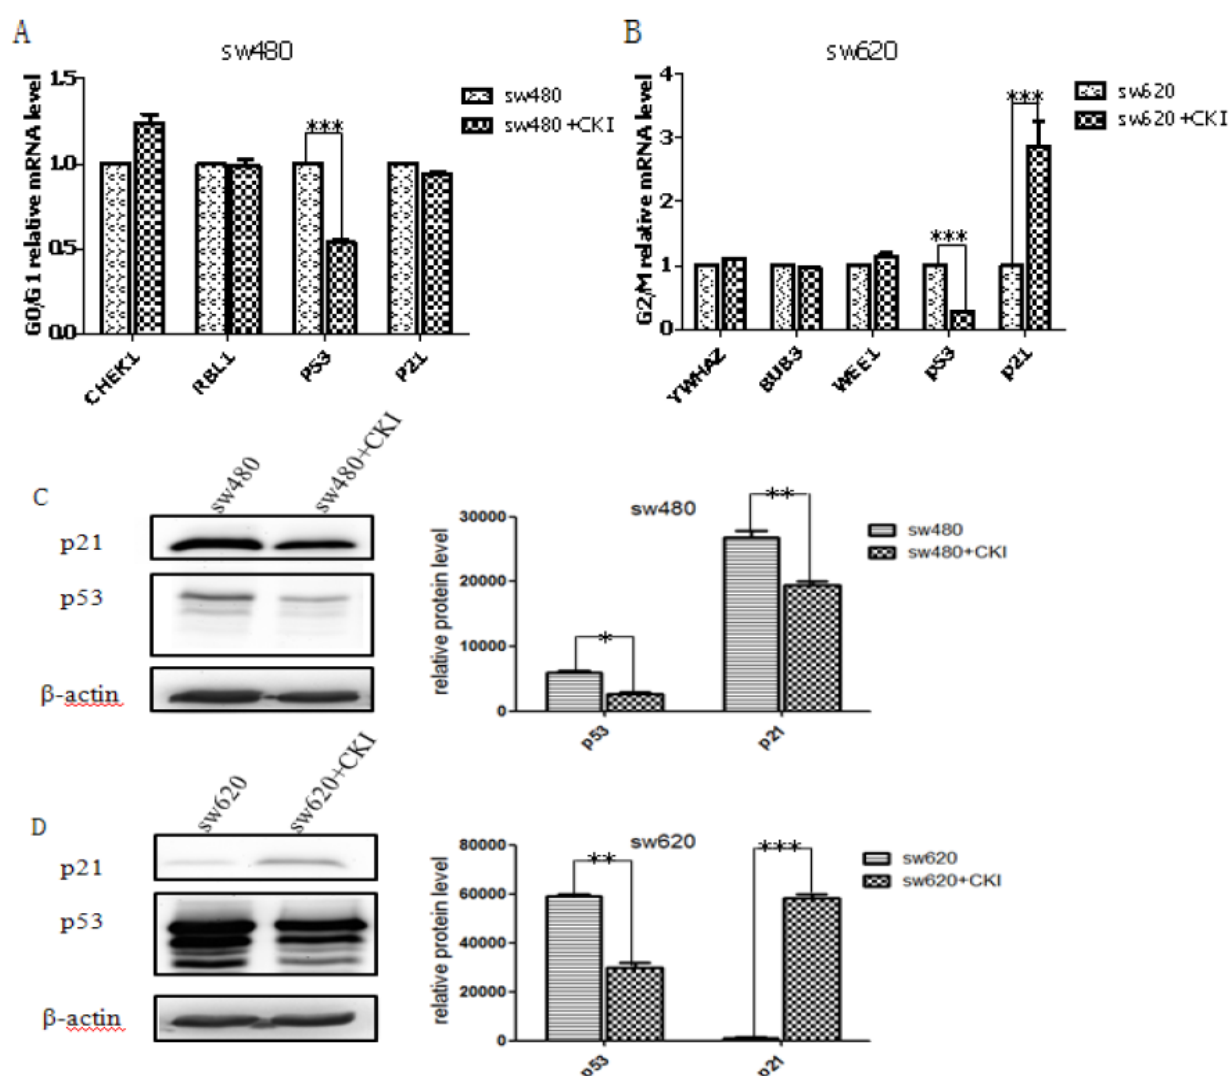 A
sw480
G0/G1 relative mRNA level
1.5
1.0
0.5
0.0
***
CHEK1
RBL1
P53
P21
sw480
sw480+CKI
B
sw620
G2/M relative mRNA level
4
3
2
1
0
***
***
YWHAZ
BUB3
WEE1
p53
p21
sw620
sw620+CKI
C
sw480
sw480+CKI
p21
p53
β-actin
sw480
relative protein level
30000
20000
10000
0
*
**
p53
p21
sw480
sw480+CKI
D
sw620
sw620+CKI
p21
p53
β-actin
sw620
relative protein level
80000
60000
40000
20000
0
**
***
p53
p21
sw620
sw620+CKI